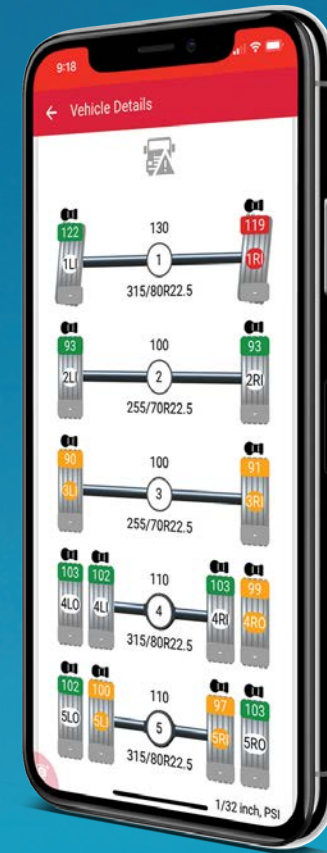 9:18
← Vehicle Details
122 130 119
1LI 1 1RI
315/80R22.5
93 100 93
2LI 2 2RI
255/70R22.5
90 100 91
3LI 3 3RI
255/70R22.5
103 102 110 103 99
4LO 4LI 4 4RI 4RO
315/80R22.5
102 100 110 97 103
5LO 5LI 5 5RI 5RO
315/80R22.5
1/32 inch, PSI